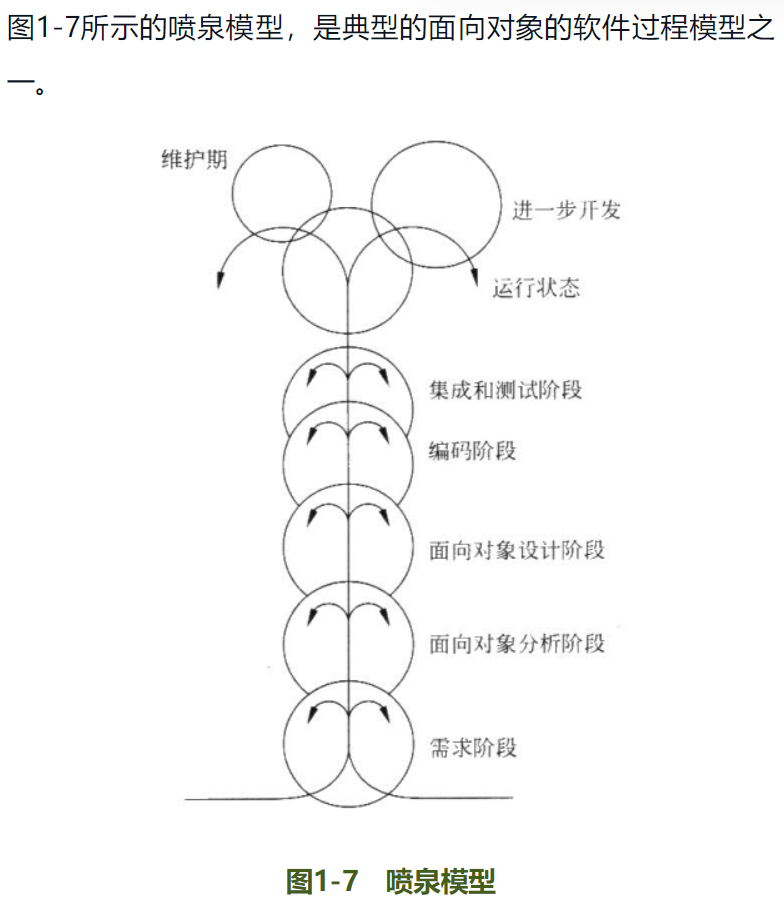 图1-7所示的喷泉模型，是典型的面向对象的软件过程模型之
一。
维护期
进一步开发
运行状态
集成和测试阶段
编码阶段
面向对象设计阶段
面向对象分析阶段
需求阶段
图1-7 喷泉模型